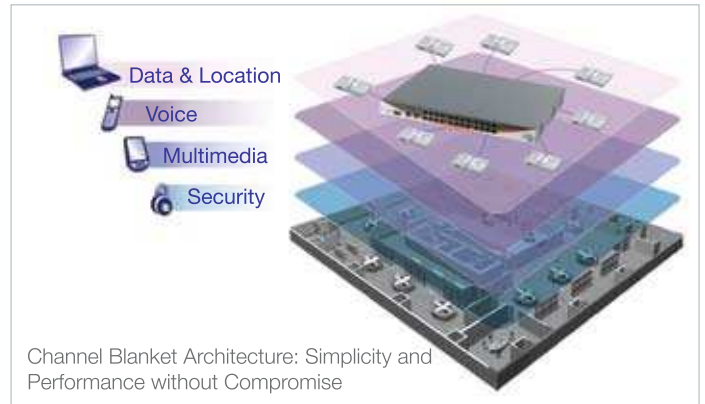 Data & Location
Voice
Multimedia
Security
Channel Blanket Architecture: Simplicity and
Performance without Compromise